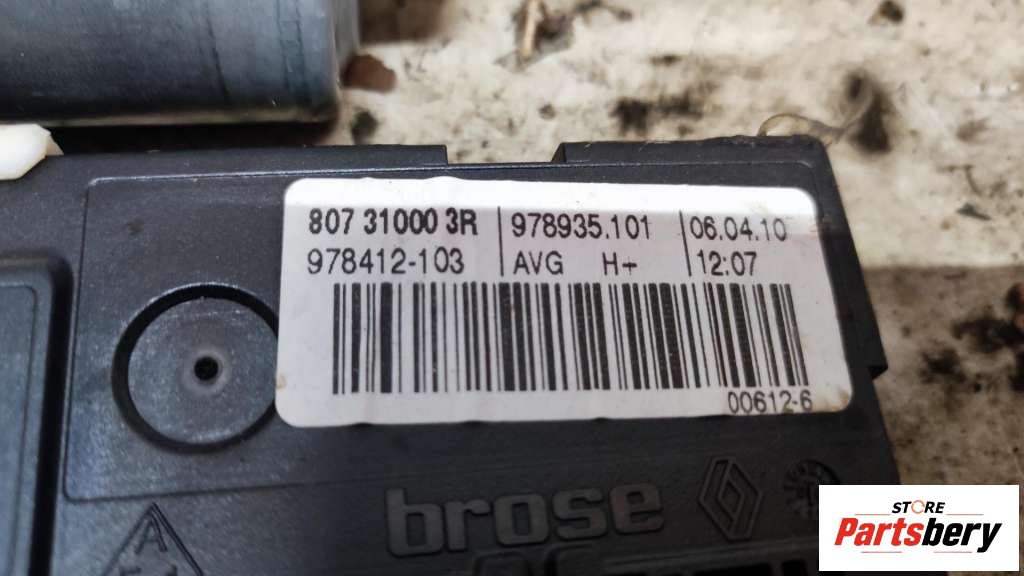 807 31000 3R 978935.101 06.04.10
978412-103 AVG H+ 12:07
00612-6
brose
A
STORE
Partsbery